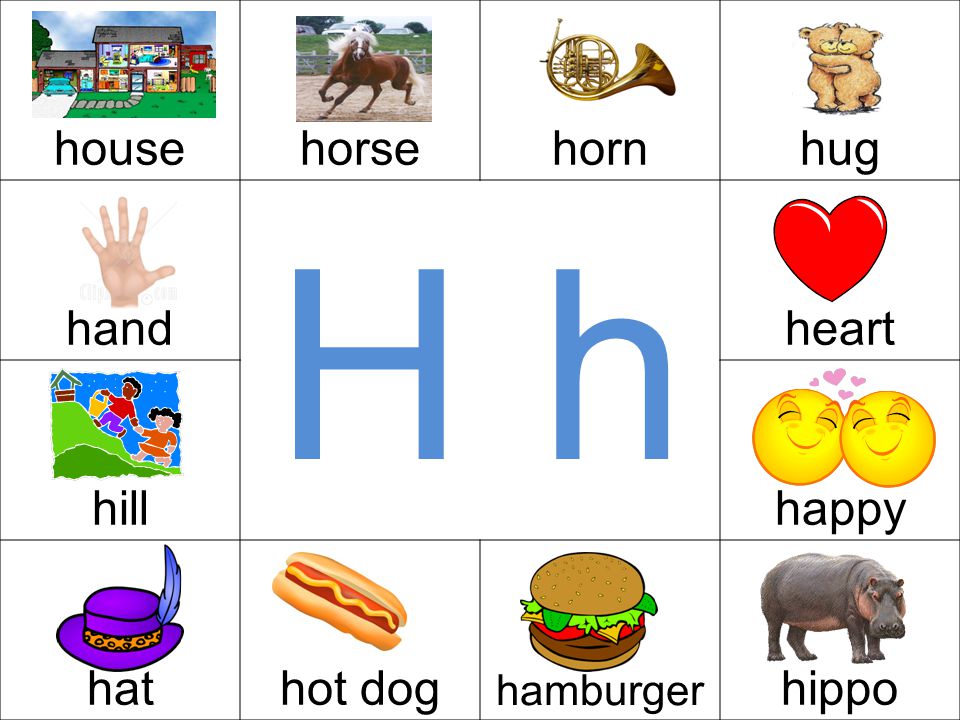 house horse horn hug
hand
H h
heart
hill
happy
hat hot dog hamburger hippo